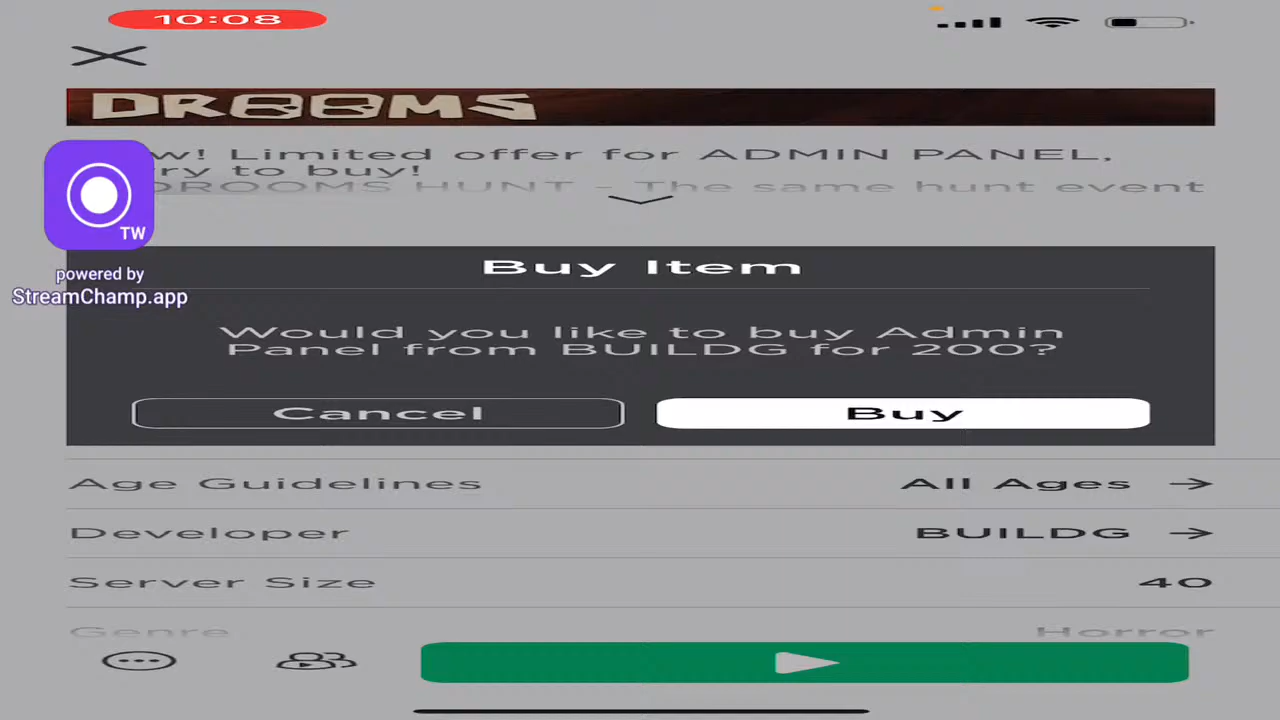 10:08
DROOMS
w! Limited offer for ADMIN PANEL,
ry to buy!
DROOMS HUNT - The same hunt event
TW
powered by
StreamChamp.app
Buy Item
Would you like to buy Admin
Panel from BUILDG for 200?
Cancel
Buy
Age Guidelines All Ages
Developer BUILDG
Server Size 40
Genre Horror